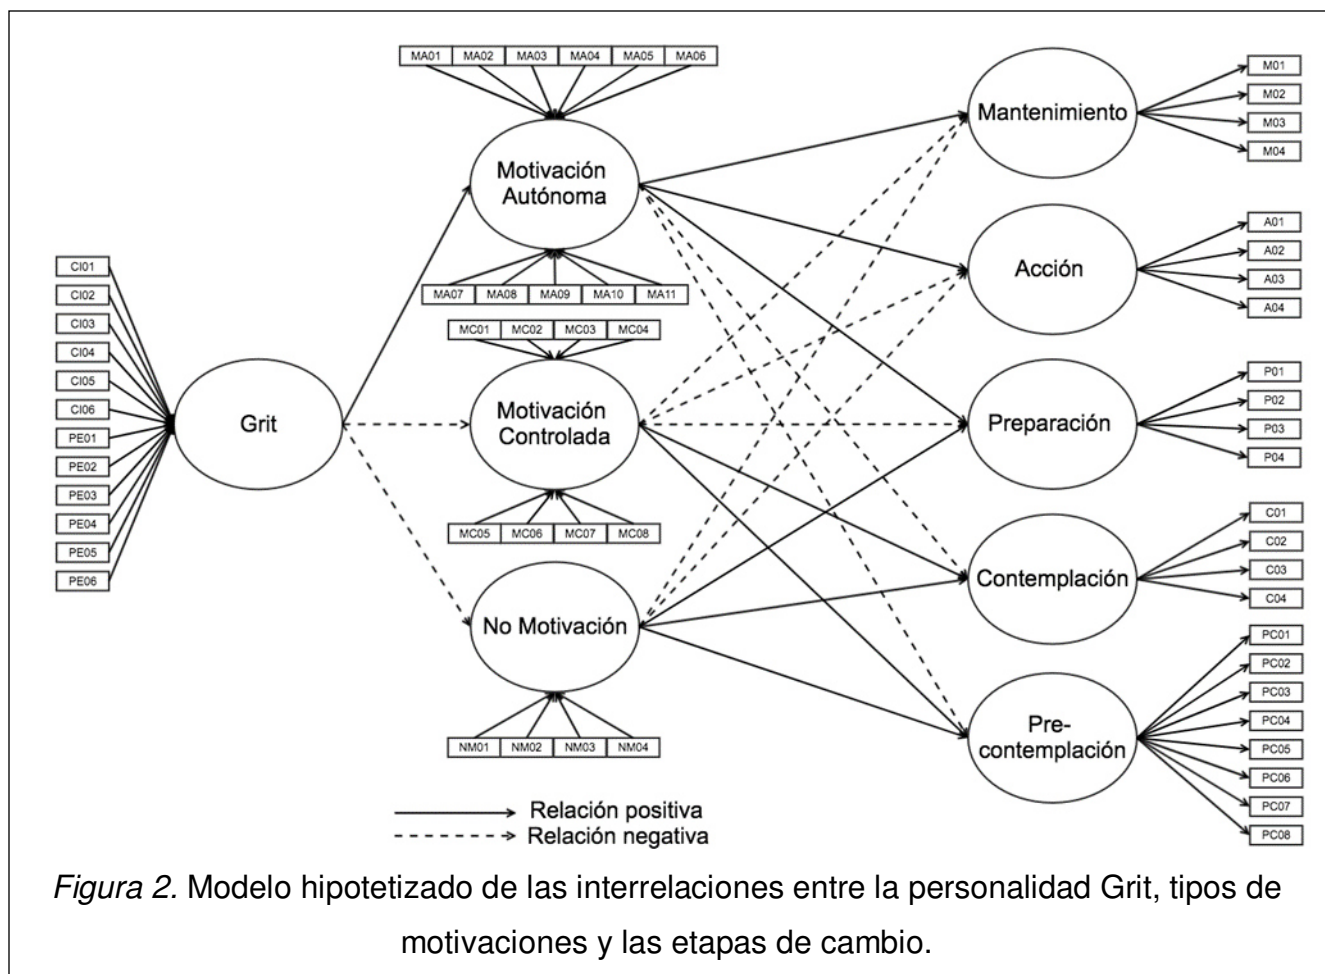 MA01 MA02 MA03 MA04 MA05 MA06
Motivación
Autónoma
MA07 MA08 MA09 MA10 MA11
CI01
CI02
CI03
CI04
CI05
CI06
PE01
PE02
PE03
PE04
PE05
PE06
Grit
MC01 MC02 MC03 MC04
Motivación
Controlada
MC05 MC06 MC07 MC08
No Motivación
NM01 NM02 NM03 NM04
Mantenimiento
M01
M02
M03
M04
Acción
A01
A02
A03
A04
Preparación
P01
P02
P03
P04
Contemplación
C01
C02
C03
C04
Pre-
contemplación
PC01
PC02
PC03
PC04
PC05
PC06
PC07
PC08
Relación positiva
Relación negativa
Figura 2. Modelo hipotetizado de las interrelaciones entre la personalidad Grit, tipos de
motivaciones y las etapas de cambio.